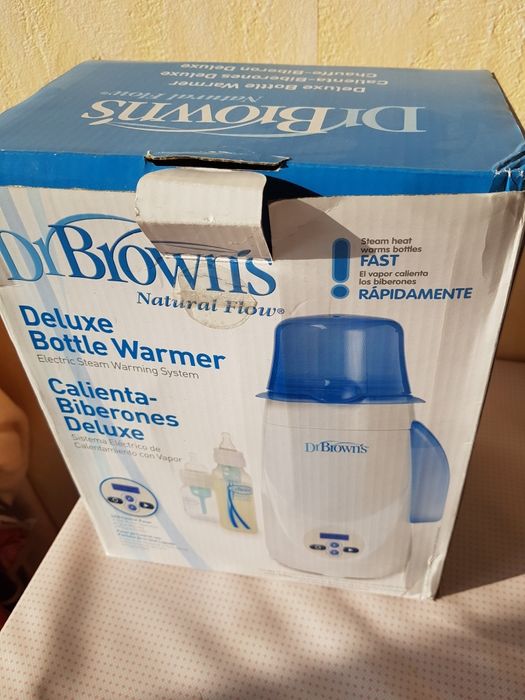 Deluxe Bottle Warmer
Calienta-Biberones Deluxe
Chauffe-Biberon Deluxe
Natural Flow®
Dr Brown's
Dr Brown's
Natural Flow®
Steam heat
warms bottles
FAST
El vapor calienta
los biberones
RÁPIDAMENTE
Deluxe
Bottle Warmer
Electric Steam Warming System
Calienta-
Biberones
Deluxe
Sistema Eléctrico de
Calentamiento con Vapor
Dr Brown's